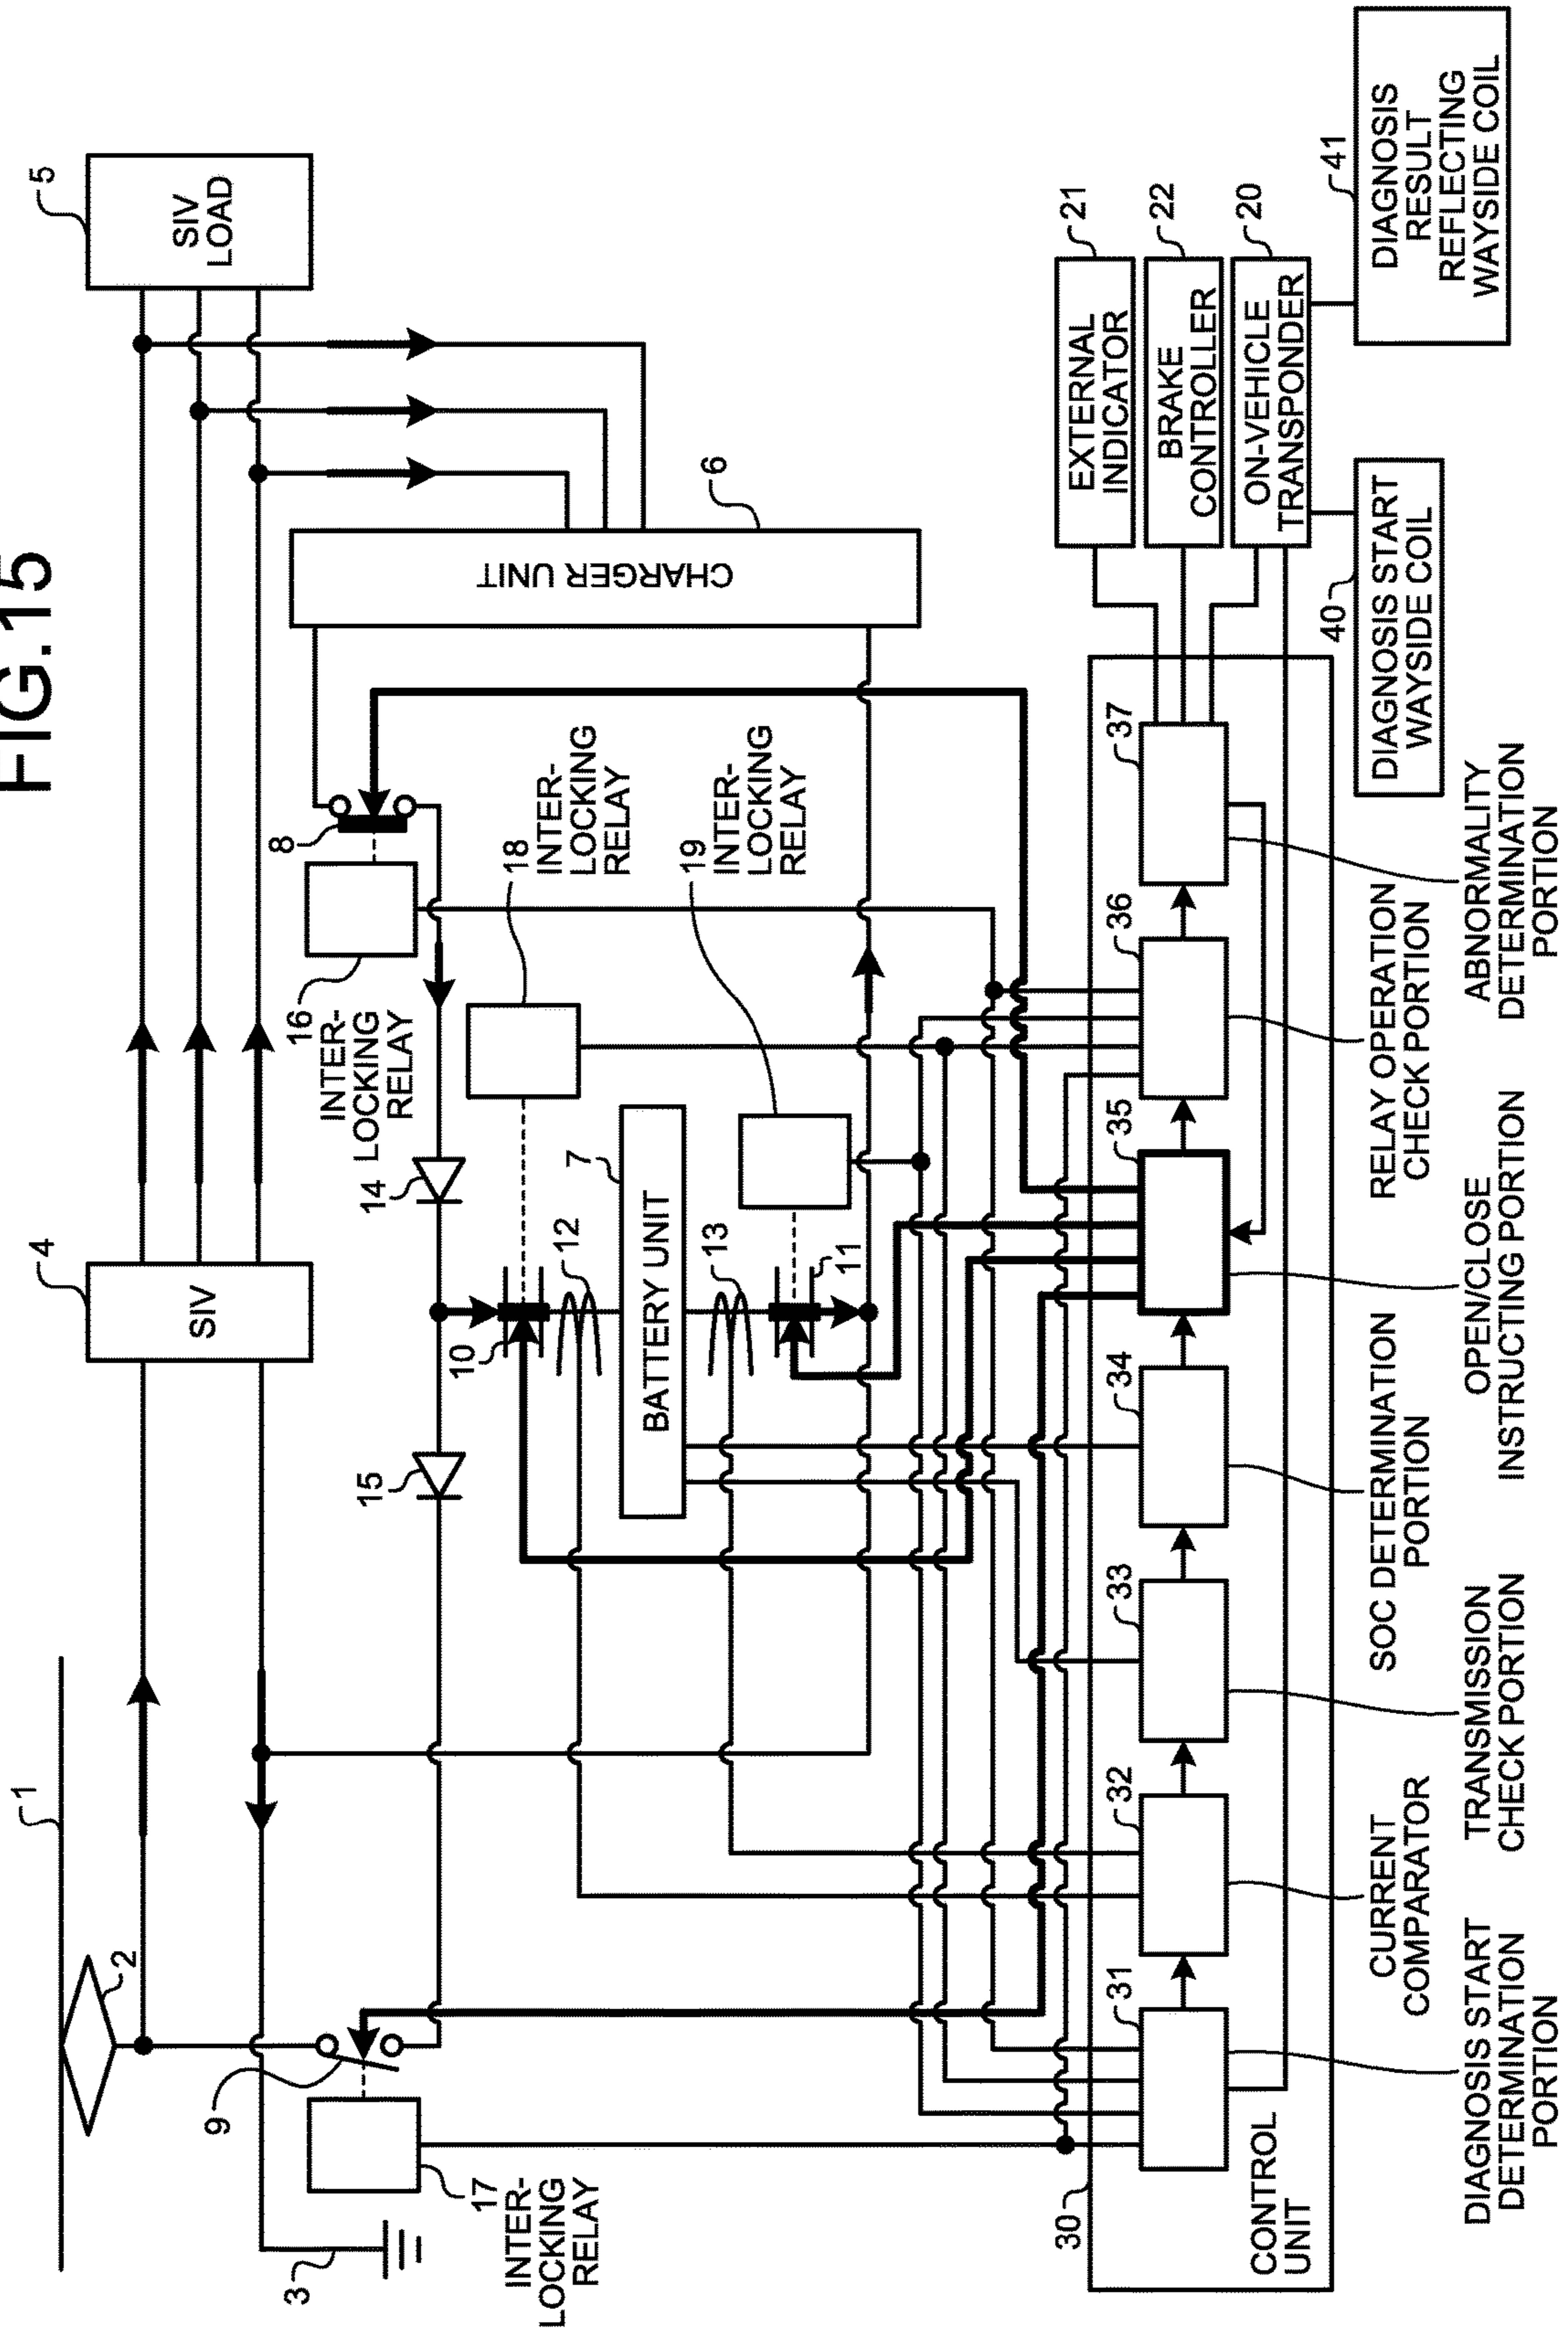 FIG.15
1
2
3
4
SIV
5
SIV
LOAD
6
CHARGER UNIT
9
17
INTER-
LOCKING
RELAY
15
14
16
INTER-
LOCKING
RELAY
8
10
12
7
BATTERY UNIT
13
11
18
INTER-
LOCKING
RELAY
19
INTER-
LOCKING
RELAY
21
EXTERNAL
INDICATOR
22
BRAKE
CONTROLLER
20
ON-VEHICLE
TRANSPONDER
30
CONTROL
UNIT
31
32
33
34
35
36
37
40
DIAGNOSIS START
WAYSIDE COIL
41
DIAGNOSIS
RESULT
REFLECTING
WAYSIDE COIL
DIAGNOSIS START
DETERMINATION
PORTION
CURRENT
COMPARATOR
TRANSMISSION
CHECK PORTION
SOC DETERMINATION
PORTION
OPEN/CLOSE
INSTRUCTING PORTION
RELAY OPERATION
CHECK PORTION
ABNORMALITY
DETERMINATION
PORTION